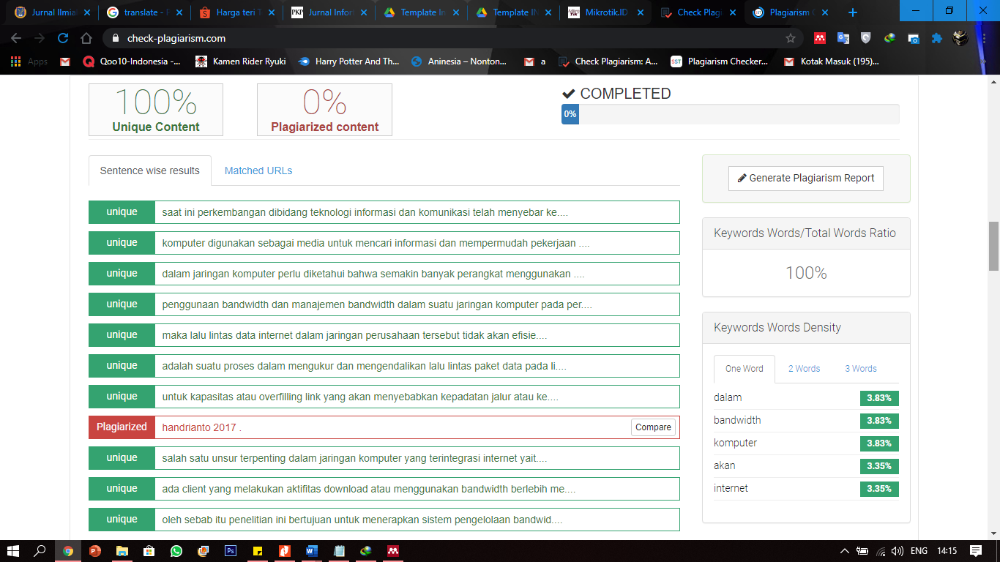 Jurnal Ilmia
translate - P
Harga teri T
PKP Jurnal Infor
Template In
Template IN
Mikrotik.ID
Check Plag
Plagiarism C
check-plagiarism.com
Apps
Qoo10-Indonesia -...
Kamen Rider Ryuki
Harry Potter And Th...
Aninesia – Nonton...
a
Check Plagiarism: A...
SST Plagiarism Checker...
Kotak Masuk (195)...
100%
Unique Content
0%
Plagiarized content
COMPLETED
0%
Sentence wise results
Matched URLs
unique saat ini perkembangan dibidang teknologi informasi dan komunikasi telah menyebar ke....
unique komputer digunakan sebagai media untuk mencari informasi dan mempermudah pekerjaan ....
unique dalam jaringan komputer perlu diketahui bahwa semakin banyak perangkat menggunakan ....
unique penggunaan bandwidth dan manajemen bandwidth dalam suatu jaringan komputer pada per....
unique maka lalu lintas data internet dalam jaringan perusahaan tersebut tidak akan efisie....
unique adalah suatu proses dalam mengukur dan mengendalikan lalu lintas paket data pada li....
unique untuk kapasitas atau overfilling link yang akan menyebabkan kepadatan jalur atau ke....
Plagiarized handrianto 2017 . Compare
unique salah satu unsur terpenting dalam jaringan komputer yang terintegrasi internet yait....
unique ada client yang melakukan aktifitas download atau menggunakan bandwidth berlebih me....
unique oleh sebab itu penelitian ini bertujuan untuk menerapkan sistem pengelolaan bandwid....
Generate Plagiarism Report
Keywords Words/Total Words Ratio
100%
Keywords Words Density
One Word 2 Words 3 Words
dalam 3.83%
bandwidth 3.83%
komputer 3.83%
akan 3.35%
internet 3.35%
ENG 14:15